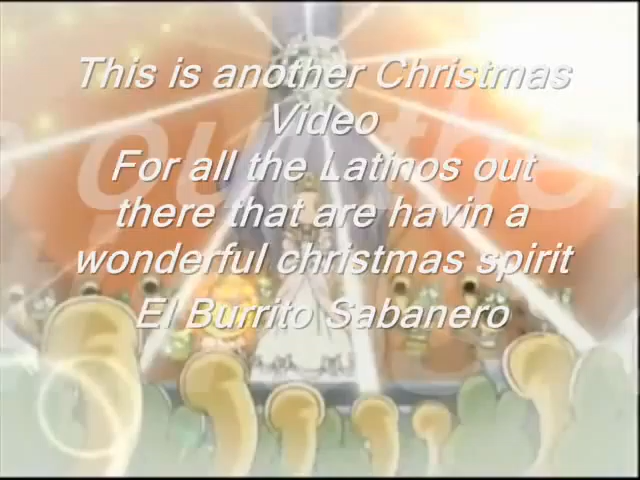 This is another Christmas
Video
For all the Latinos out
there that are havin a
wonderful christmas spirit
El Burrito Sabanero